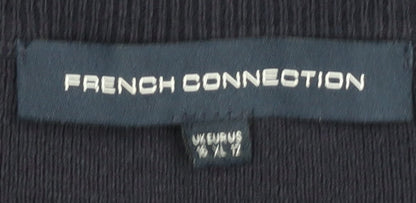 FRENCH CONNECTION
UK EUR US
16 XL 12